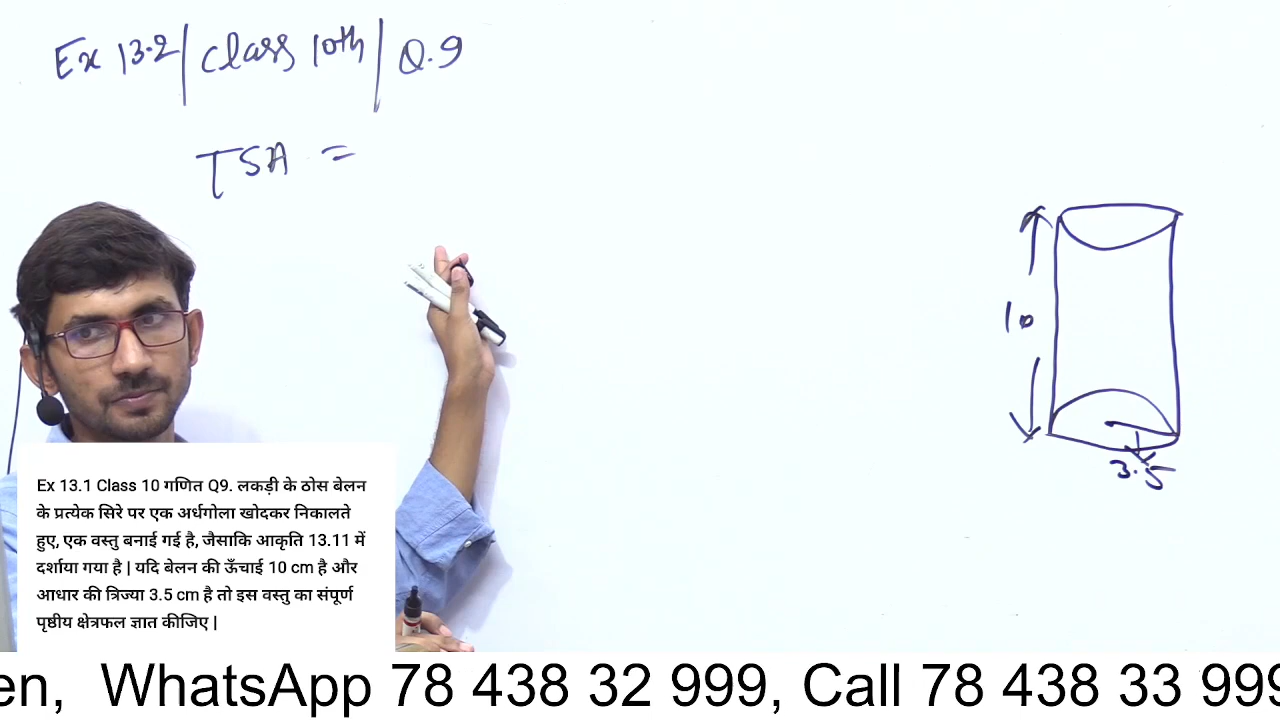 Ex 13.2 | Class 10th | Q.9
TSA =
10
3.5
Ex 13.1 Class 10 गणित Q9. लकड़ी के ठोस बेलन
के प्रत्येक सिरे पर एक अर्धगोला खोदकर निकालते
हुए, एक वस्तु बनाई गई है, जैसाकि आकृति 13.11 में
दर्शाया गया है | यदि बेलन की ऊँचाई 10 cm है और
आधार की त्रिज्या 3.5 cm है तो इस वस्तु का संपूर्ण
पृष्ठीय क्षेत्रफल ज्ञात कीजिए |
en, WhatsApp 78 438 32 999, Call 78 438 33 999